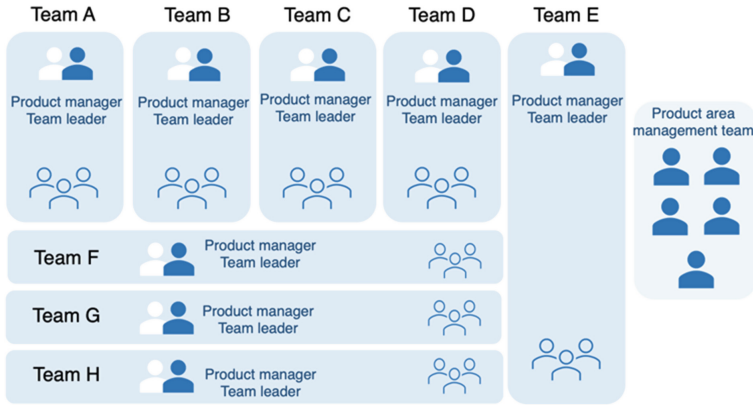 Team A
Team B
Team C
Team D
Team E
Product manager
Team leader
Product manager
Team leader
Product manager
Team leader
Product manager
Team leader
Product manager
Team leader
Product area
management team
Team F
Product manager
Team leader
Team G
Product manager
Team leader
Team H
Product manager
Team leader